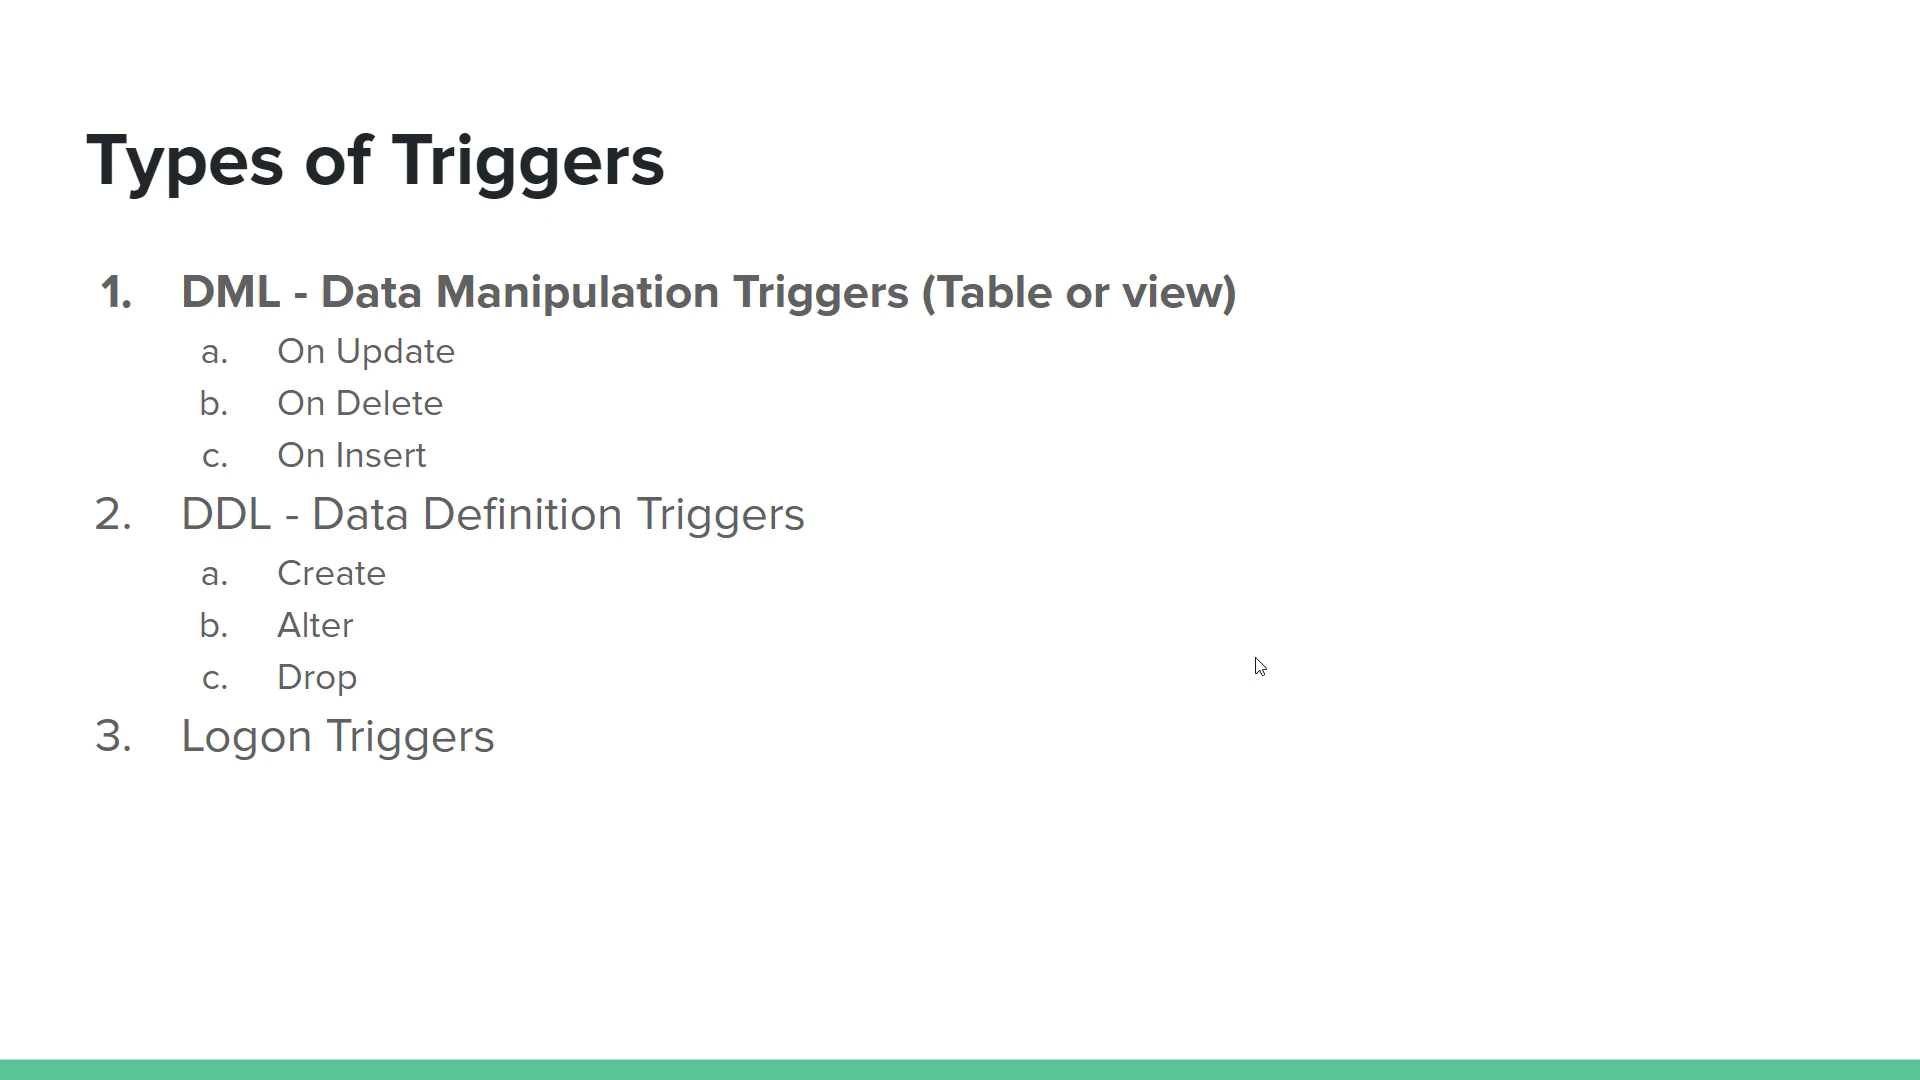 Types of Triggers
1. DML - Data Manipulation Triggers (Table or view)
a. On Update
b. On Delete
c. On Insert
2. DDL - Data Definition Triggers
a. Create
b. Alter
c. Drop
3. Logon Triggers